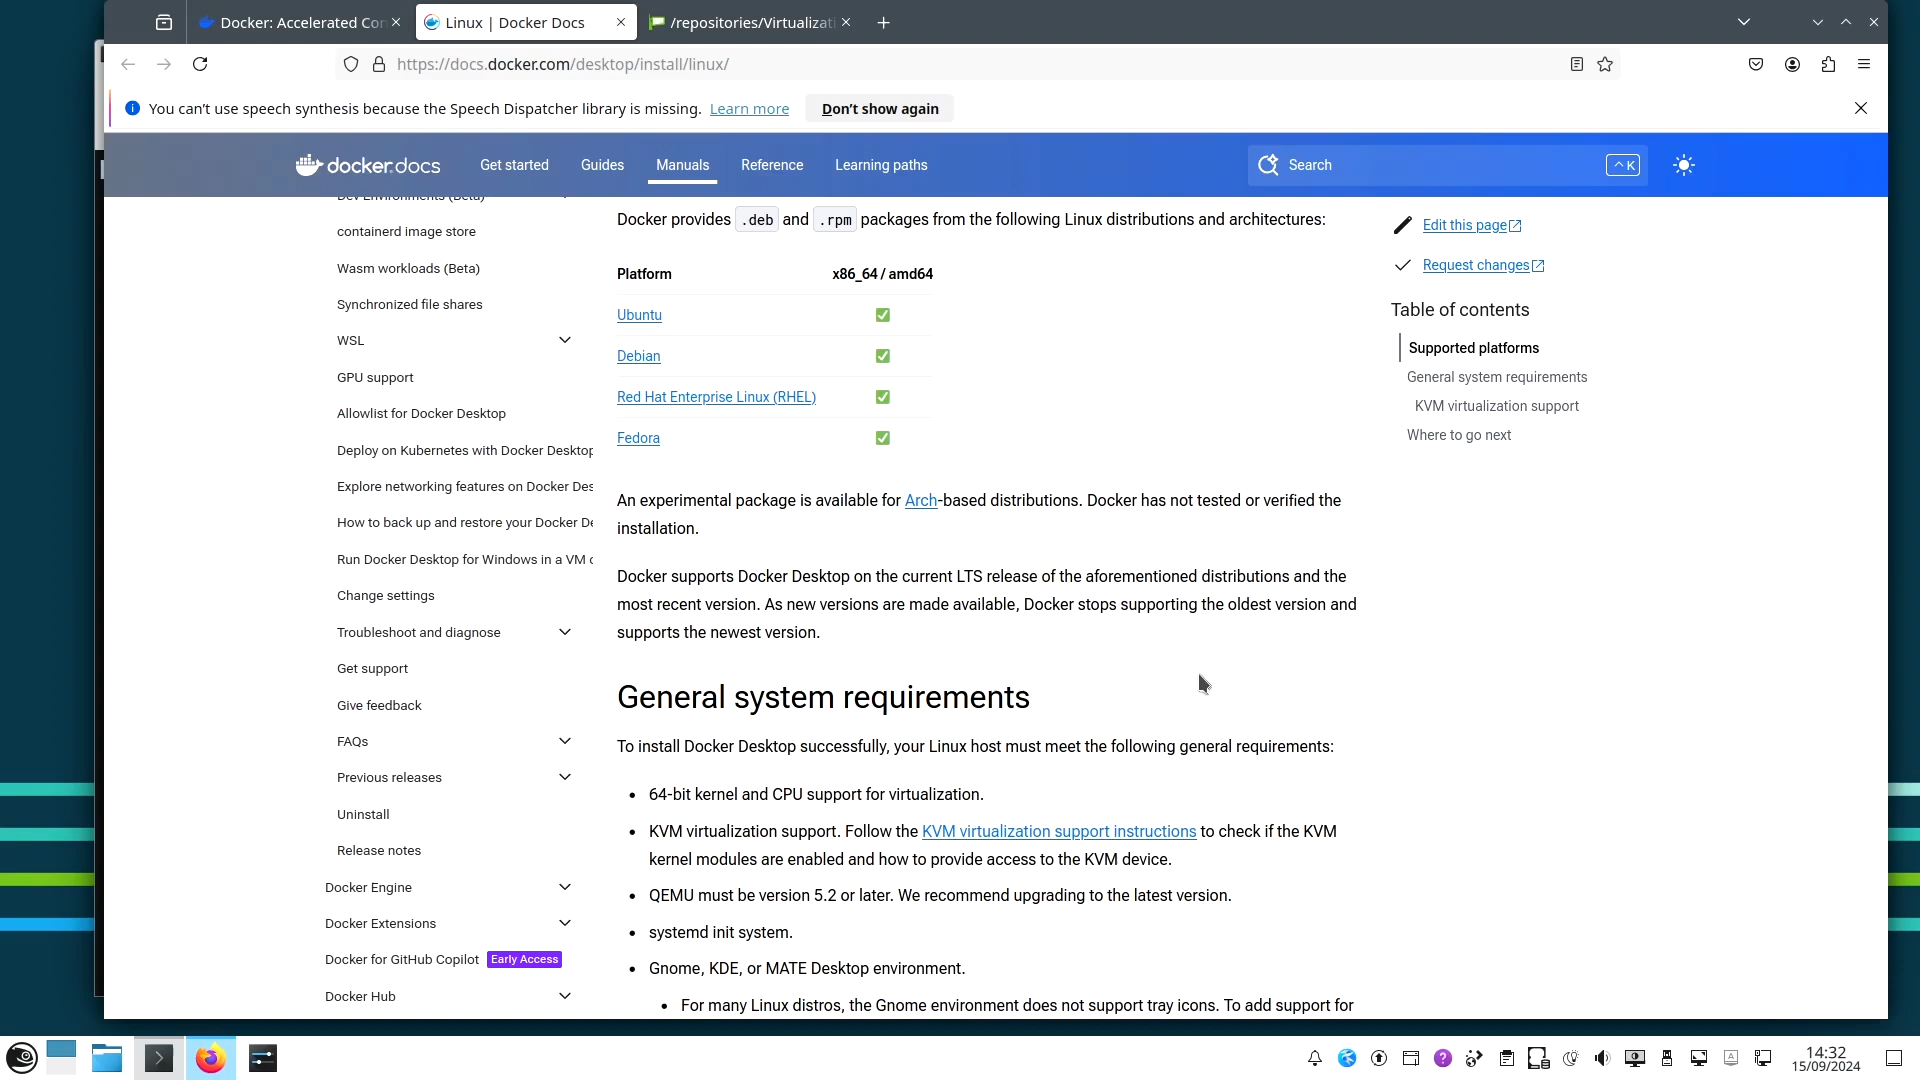 Docker: Accelerated Con
Linux | Docker Docs
/repositories/Virtualizati
https://docs.docker.com/desktop/install/linux/
You can't use speech synthesis because the Speech Dispatcher library is missing. Learn more Don't show again
docker.docs Get started Guides Manuals Reference Learning paths Search ^ K
Dev Environments (Beta)
containerd image store
Wasm workloads (Beta)
Synchronized file shares
WSL
GPU support
Allowlist for Docker Desktop
Deploy on Kubernetes with Docker Desktop
Explore networking features on Docker Des
How to back up and restore your Docker De
Run Docker Desktop for Windows in a VM o
Change settings
Troubleshoot and diagnose
Get support
Give feedback
FAQs
Previous releases
Uninstall
Release notes
Docker Engine
Docker Extensions
Docker for GitHub Copilot Early Access
Docker Hub
Docker provides .deb and .rpm packages from the following Linux distributions and architectures:
Platform x86_64 / amd64
Ubuntu ✅
Debian ✅
Red Hat Enterprise Linux (RHEL) ✅
Fedora ✅
An experimental package is available for Arch-based distributions. Docker has not tested or verified the
installation.
Docker supports Docker Desktop on the current LTS release of the aforementioned distributions and the
most recent version. As new versions are made available, Docker stops supporting the oldest version and
supports the newest version.
General system requirements
To install Docker Desktop successfully, your Linux host must meet the following general requirements:
• 64-bit kernel and CPU support for virtualization.
• KVM virtualization support. Follow the KVM virtualization support instructions to check if the KVM
kernel modules are enabled and how to provide access to the KVM device.
• QEMU must be version 5.2 or later. We recommend upgrading to the latest version.
• systemd init system.
• Gnome, KDE, or MATE Desktop environment.
• For many Linux distros, the Gnome environment does not support tray icons. To add support for
Edit this page
Request changes
Table of contents
Supported platforms
General system requirements
KVM virtualization support
Where to go next
14:32
15/09/2024